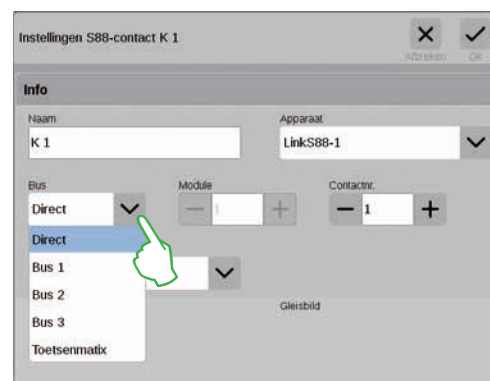 Instellingen S88-contact K 1
Afbreken OK
Info
Naam Apparaat
K 1 LinkS88-1
Bus Module Contactnr.
Direct 1 1
Direct
Bus 1
Bus 2
Bus 3
Toetsenmatix
Gleisbild